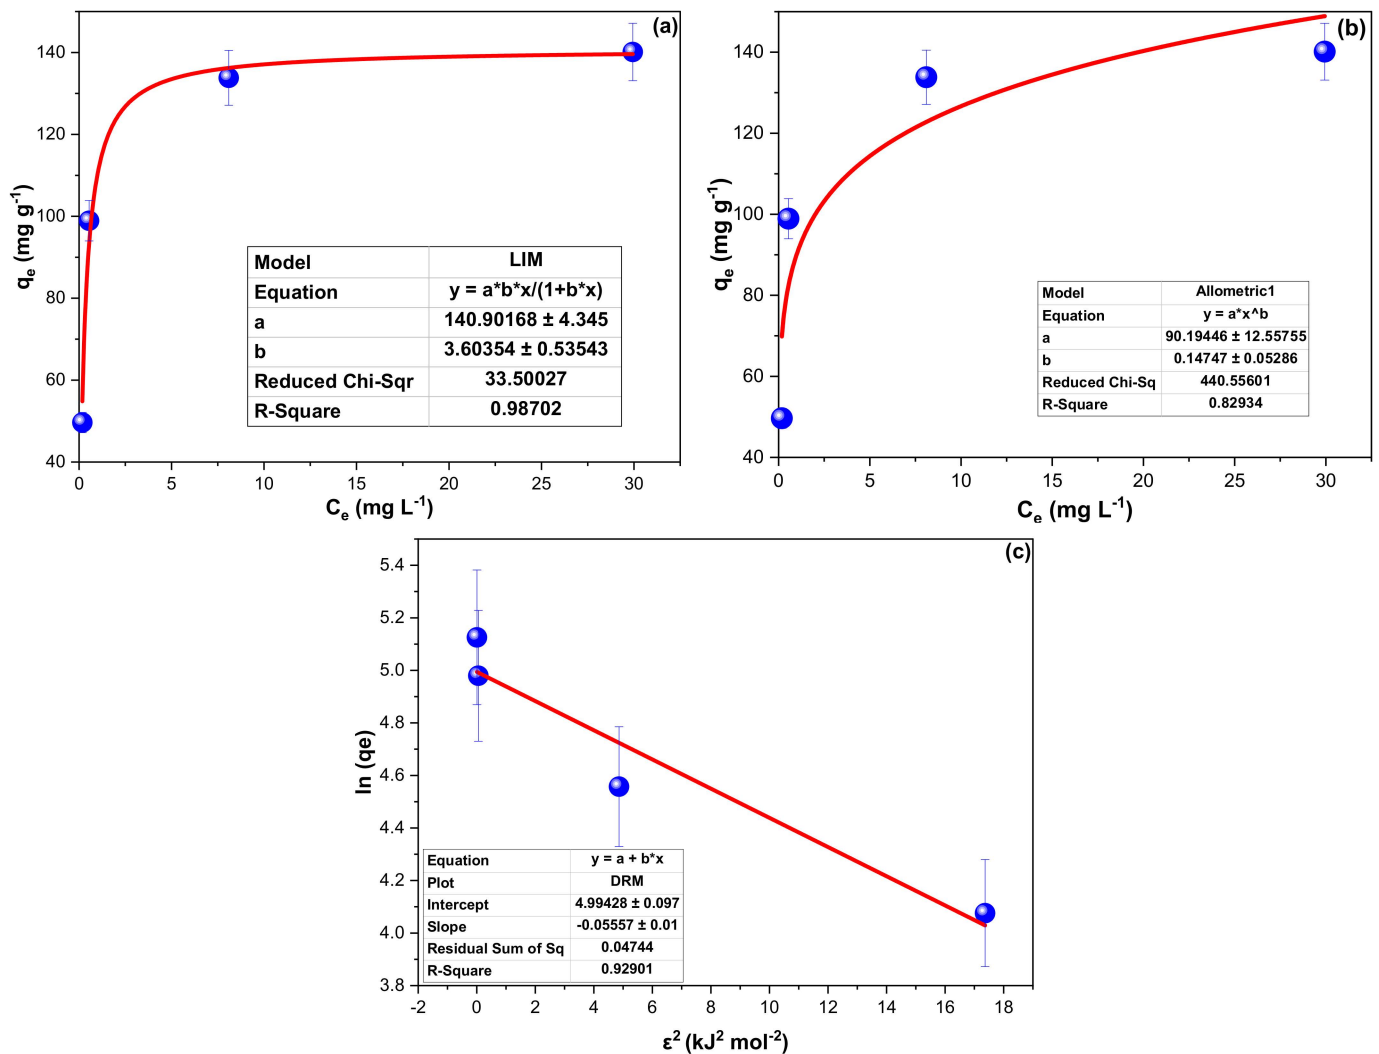 (a)
140
120
100
80
60
40
qₑ (mg g⁻¹)
Model LIM
Equation y = a*b*x/(1+b*x)
a 140.90168 ± 4.345
b 3.60354 ± 0.53543
Reduced Chi-Sqr 33.50027
R-Square 0.98702
0 5 10 15 20 25 30
Cₑ (mg L⁻¹)
(b)
140
120
100
80
60
40
qₑ (mg g⁻¹)
Model Allometric1
Equation y = a*x^b
a 90.19446 ± 12.55755
b 0.14747 ± 0.05286
Reduced Chi-Sq 440.55601
R-Square 0.82934
0 5 10 15 20 25 30
Cₑ (mg L⁻¹)
(c)
5.4
5.2
5.0
4.8
4.6
4.4
4.2
4.0
3.8
ln (qe)
Equation y = a + b*x
Plot DRM
Intercept 4.99428 ± 0.097
Slope -0.05557 ± 0.01
Residual Sum of Sq 0.04744
R-Square 0.92901
-2 0 2 4 6 8 10 12 14 16 18
ε² (kJ² mol⁻²)